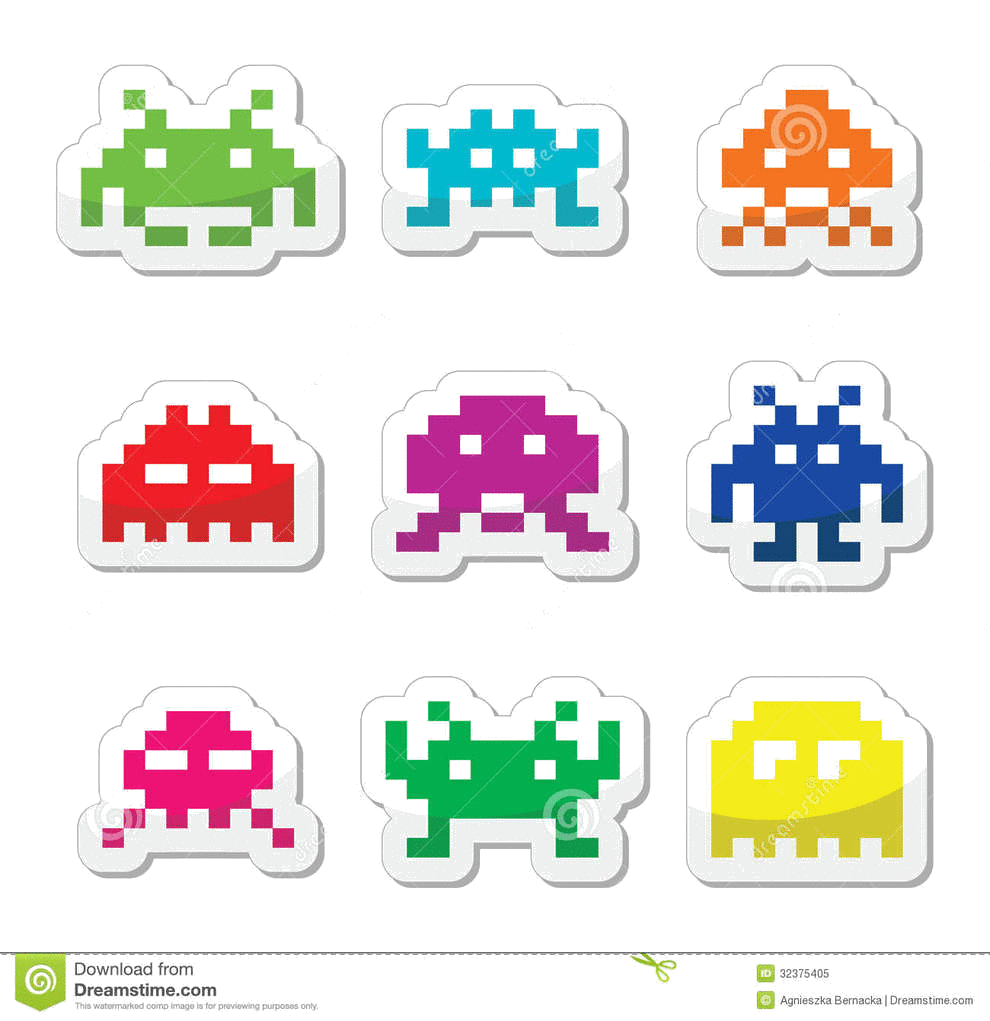 Download from
Dreamstime.com
This watermarked comp image is for previewing purposes only.
ID 32375405
© Agnieszka Bernacka | Dreamstime.com